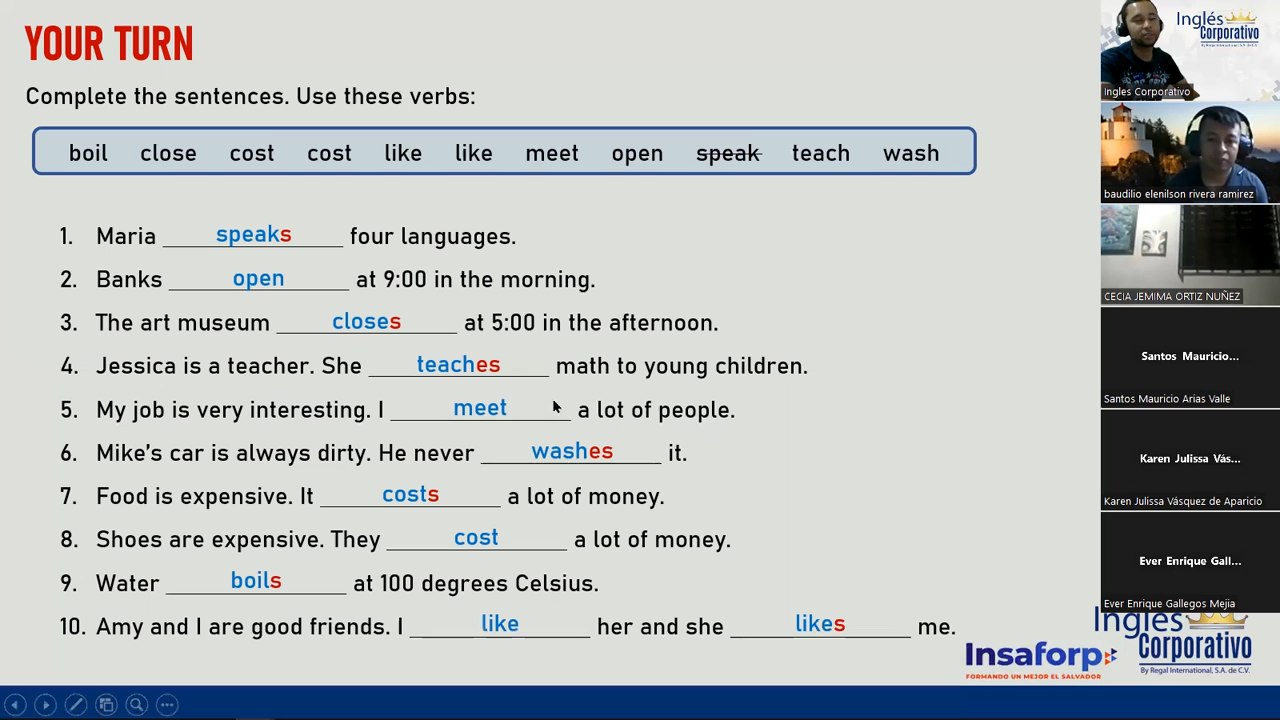 YOUR TURN
Complete the sentences. Use these verbs:
boil close cost cost like like meet open speak teach wash
1. Maria speaks four languages.
2. Banks open at 9:00 in the morning.
3. The art museum closes at 5:00 in the afternoon.
4. Jessica is a teacher. She teaches math to young children.
5. My job is very interesting. I meet a lot of people.
6. Mike's car is always dirty. He never washes it.
7. Food is expensive. It costs a lot of money.
8. Shoes are expensive. They cost a lot of money.
9. Water boils at 100 degrees Celsius.
10. Amy and I are good friends. I like her and she likes me.
Insaforp
FORMANDO UN MEJOR EL SALVADOR
Inglés
Corporativo
By Regal International, S.A. de C.V.
Inglés
Corporativo
By Regal International, S.A. de C.V.
Ingles Corporativo
baudilio elenilson rivera ramirez
CECIA JEMIMA ORTIZ NUÑEZ
Santos Mauricio...
Santos Mauricio Arias Valle
Karen Julissa Vás...
Karen Julissa Vásquez de Aparicio
Ever Enrique Gall...
Ever Enrique Gallegos Mejia